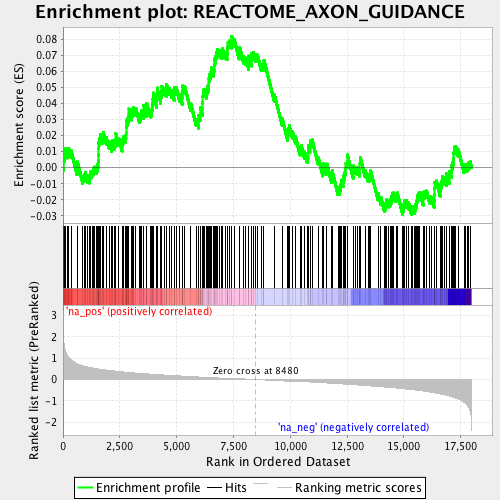 Enrichment plot: REACTOME_AXON_GUIDANCE
Enrichment score (ES)
0.08
0.07
0.06
0.05
0.04
0.03
0.02
0.01
0.00
-0.01
-0.02
-0.03
Ranked list metric (PreRanked)
'na_pos' (positively correlated)
3
2
1
0
-1
-2
Zero cross at 8480
'na_neg' (negatively correlated)
0
2,500
5,000
7,500
10,000
12,500
15,000
17,500
Rank in Ordered Dataset
Enrichment profile
Hits
Ranking metric scores